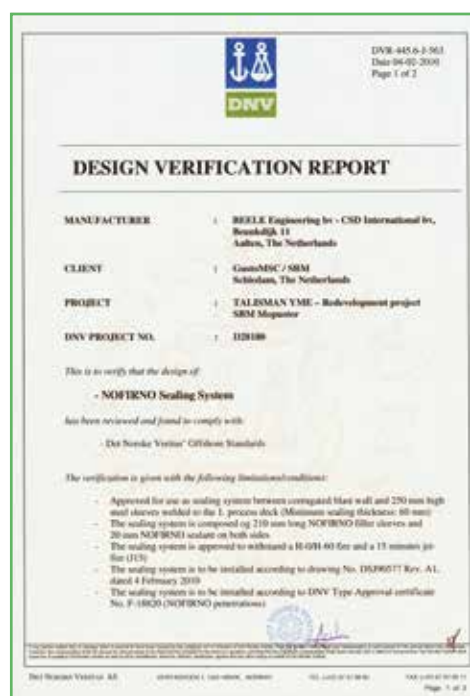 DVR-445.6-J-563
Date 04-02-2010
Page 1 of 2
DNV
DESIGN VERIFICATION REPORT
MANUFACTURER : BEELE Engineering bv - CSD International bv,
Beunkdijk 11
Aalten, The Netherlands
CLIENT : GustoMSC / SBM
Schiedam, The Netherlands
PROJECT : TALISMAN YME – Redevelopment project
SBM Mopustor
DNV PROJECT NO. :
This is to verify that the design of:
- NOFIRNO Sealing System
has been reviewed and found to comply with:
- Det Norske Veritas' Offshore Standards
The verification is given with the following limitations/conditions:
- Approved for use as sealing system between corrugated blast wall and 250 mm high
steel sleeves welded to the L process deck (Minimum sealing thickness: 60 mm)
- The sealing system is composed og 210 mm long NOFIRNO filler sleeves and
20 mm NOFIRNO sealant on both sides
- The sealing system is approved to withstand a H-0/H-60 fire and a 15 minutes jet-
fire (J15)
- The sealing system is to be installed according to drawing No. DSJ90577 Rev. A1,
dated 4 February 2010
- The sealing system is to be installed according to DNV Type Approval certificate
No. F-18820 (NOFIRNO penetrations)
DET NORSKE VERITAS AS
Page 1 of 2